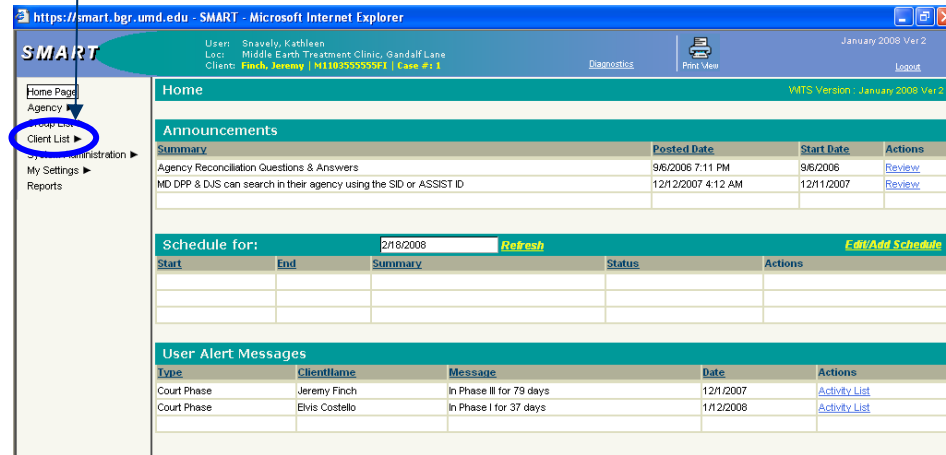 https://smart.bgr.umd.edu - SMART - Microsoft Internet Explorer
SMART
User: Snavely, Kathleen
Loc: Middle Earth Treatment Clinic, Gandalf Lane
Client: Finch, Jeremy | M1103555555FI | Case #: 1
Diagnostics
Print View
January 2008 Ver 2
Logout
Home Page
Agency
Group List
Client List
System Administration
My Settings
Reports
Home
WITS Version : January 2008 Ver 2
Announcements
Summary Posted Date Start Date Actions
Agency Reconciliation Questions & Answers 9/6/2006 7:11 PM 9/6/2006 Review
MD DPP & DJS can search in their agency using the SID or ASSIST ID 12/12/2007 4:12 AM 12/11/2007 Review
Schedule for: 2/18/2008 Refresh Edit/Add Schedule
Start End Summary Status Actions
User Alert Messages
Type ClientName Message Date Actions
Court Phase Jeremy Finch In Phase III for 79 days 12/1/2007 Activity List
Court Phase Elvis Costello In Phase I for 37 days 1/12/2008 Activity List